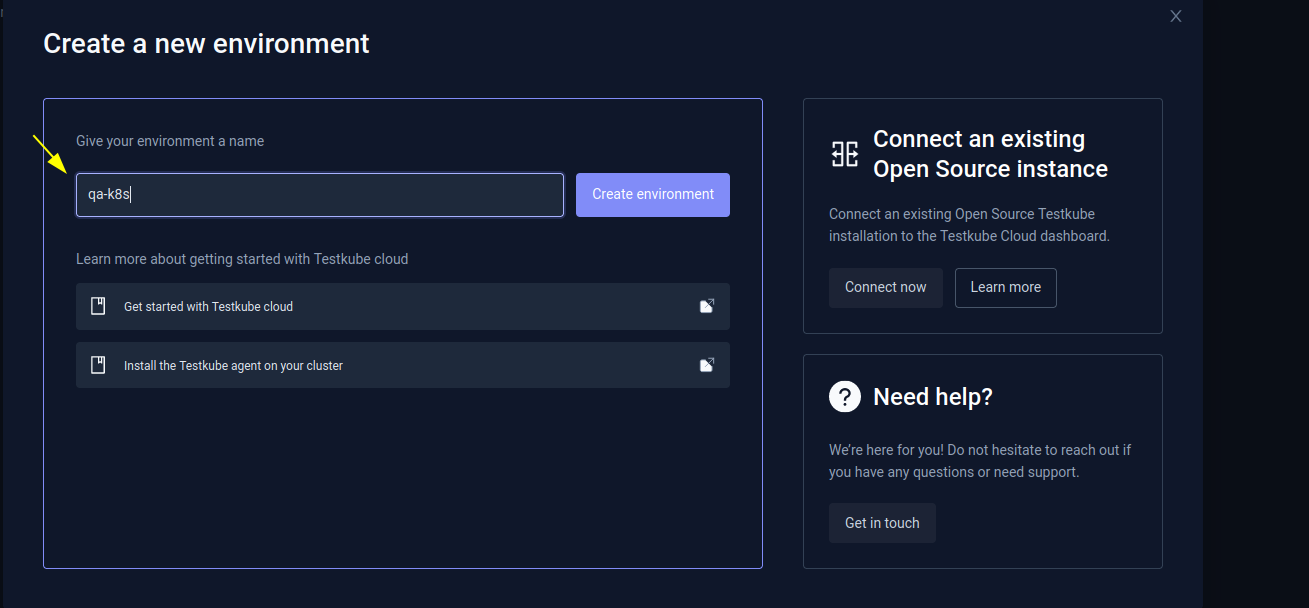 Create a new environment
Give your environment a name
qa-k8s
Create environment
Learn more about getting started with Testkube cloud
Get started with Testkube cloud
Install the Testkube agent on your cluster
Connect an existing
Open Source instance
Connect an existing Open Source Testkube
installation to the Testkube Cloud dashboard.
Connect now
Learn more
Need help?
We're here for you! Do not hesitate to reach out if
you have any questions or need support.
Get in touch